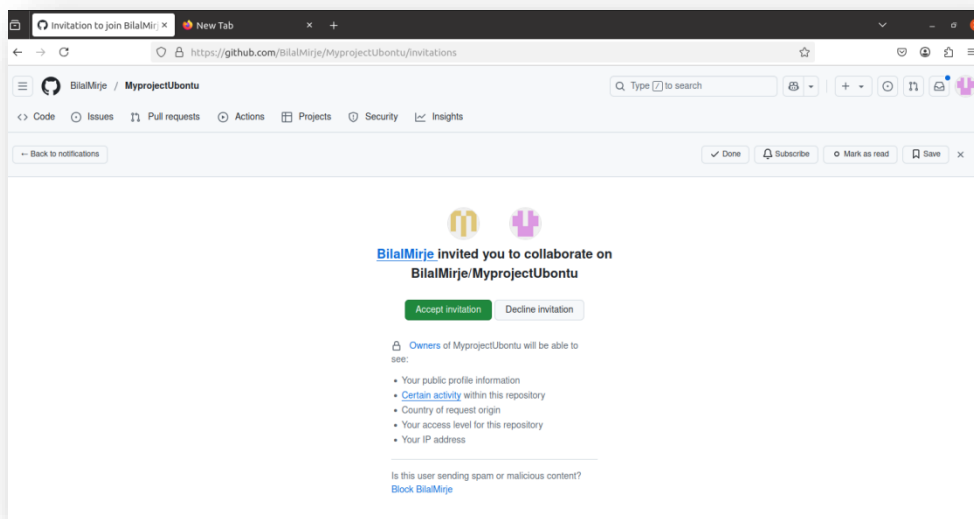 Invitation to join BilalMirj
New Tab
https://github.com/BilalMirje/MyprojectUbontu/invitations
BilalMirje / MyprojectUbontu
Type / to search
Code Issues Pull requests Actions Projects Security Insights
← Back to notifications
Done Subscribe Mark as read Save
BilalMirje invited you to collaborate on
BilalMirje/MyprojectUbontu
Accept invitation Decline invitation
Owners of MyprojectUbontu will be able to
see:
• Your public profile information
• Certain activity within this repository
• Country of request origin
• Your access level for this repository
• Your IP address
Is this user sending spam or malicious content?
Block BilalMirje